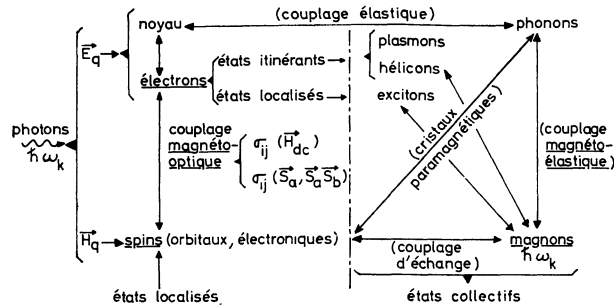 noyau
(couplage élastique)
phonons
E⃗q
électrons
états itinérants
états localisés
plasmons
hélicons
excitons
photons
ℏωk
couplage
magnéto-
optique
σij (H⃗dc)
σij (S⃗a, S⃗a S⃗b)
(cristaux
paramagnétiques)
(couplage
magnéto-
élastique)
H⃗q
spins (orbitaux, électroniques)
(couplage
d'échange)
magnons
ℏωk
états localisés
états collectifs